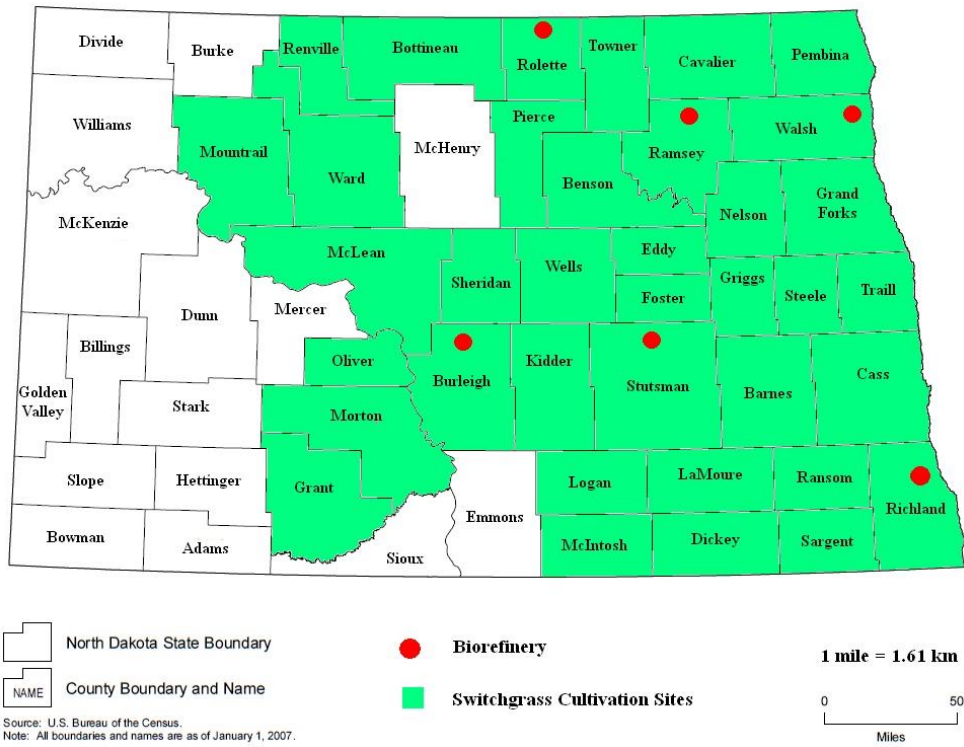 Divide
Burke
Renville
Bottineau
Rolette
Towner
Cavalier
Pembina
Williams
Mountrail
Ward
McHenry
Pierce
Benson
Ramsey
Walsh
McKenzie
Nelson
Grand
Forks
McLean
Sheridan
Wells
Eddy
Foster
Griggs
Steele
Traill
Dunn
Mercer
Billings
Oliver
Burleigh
Kidder
Stutsman
Barnes
Cass
Golden
Valley
Stark
Morton
Slope
Hettinger
Grant
Emmons
Logan
LaMoure
Ransom
Richland
Bowman
Adams
Sioux
McIntosh
Dickey
Sargent
North Dakota State Boundary
NAME County Boundary and Name
Source: U.S. Bureau of the Census.
Note: All boundaries and names are as of January 1, 2007.
Biorefinery
Switchgrass Cultivation Sites
1 mile = 1.61 km
0 50
Miles